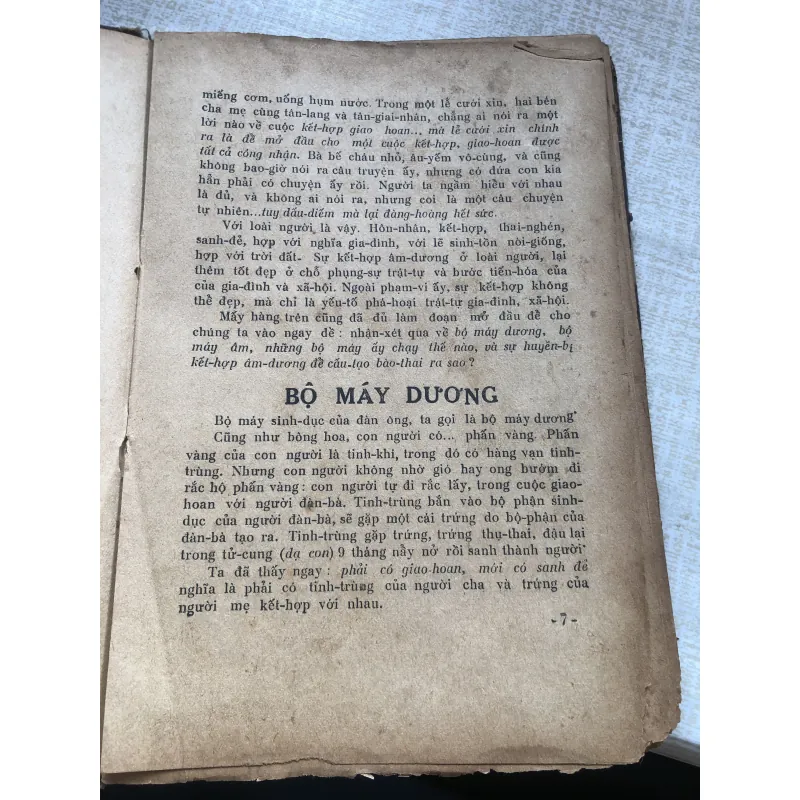 miếng cơm, uống hụm nước. Trong một lễ cưới xin, hai bên
cha mẹ cùng tân-lang và tân-giai-nhân, chẳng ai nói ra một
lời nào về cuộc kết-hợp giao hoan... mà lễ cưới xin chính
ra là đề mở đầu cho một cuộc kết-hợp, giao-hoan được
tất cả công nhận. Bà bế cháu nhỏ, âu-yếm vô-cùng, và cũng
không bao-giờ nói ra câu truyện ấy, nhưng có đứa con kia
hẳn phải có chuyện ấy rồi. Người ta ngầm hiều với nhau
là đủ, và không ai nói ra, nhưng coi là một câu chuyện
tự nhiên...tuy dấu-diếm mà lại đàng-hoàng hết sức.
Với loài người là vậy. Hôn-nhân, kết-hợp, thai-nghén,
sanh-đẻ, hợp với nghĩa gia-đình, với lẽ sinh-tồn nòi-giống,
hợp với trời đất. Sự kết-hợp âm-dương ở loài người, lại
thêm tốt đẹp ở chỗ phụng-sự trật-tự và bước tiến-hóa của
của gia-đình và xã-hội. Ngoài phạm-vi ấy, sự kết-hợp không
thề đẹp, mà chỉ là yếu-tố phá-hoại trật-tự gia-đình, xã-hội.
Mấy hàng trên cũng đã đủ làm đoạn mở đầu đề cho
chúng ta vào ngay đề : nhận-xét qua về bộ máy dương, bộ
máy âm, những bộ máy ấy chạy thế nào, và sự huyền-bị
kết-hợp âm-dương đề cấu-tạo bào-thai ra sao ?
BỘ MÁY DƯƠNG
Bộ máy sinh-dục của đàn ông, ta gọi là bộ máy dương.
Cũng như bông hoa, con người có... phấn vàng. Phấn
vàng của con người là tinh-khí, trong đó có hàng vạn tinh-
trùng. Nhưng con người không nhờ gió hay ong bướm đi
rắc hộ phấn vàng : con người tự đi rắc lấy, trong cuộc giao-
hoan với người đàn-bà. Tinh-trùng bắn vào bộ phận sinh-
dục của người đàn-bà, sẽ gặp một cái trứng do bộ-phận của
đàn-bà tạo ra. Tinh-trùng gặp trứng, trứng thụ-thai, đậu lại
trong tử-cung (dạ con) 9 tháng nầy nở rồi sanh thành người.
Ta đã thấy ngay : phải có giao-hoan, mới có sanh đẻ
nghĩa là phải có tinh-trùng của người cha và trứng của
người mẹ kết-hợp với nhau.
-7-